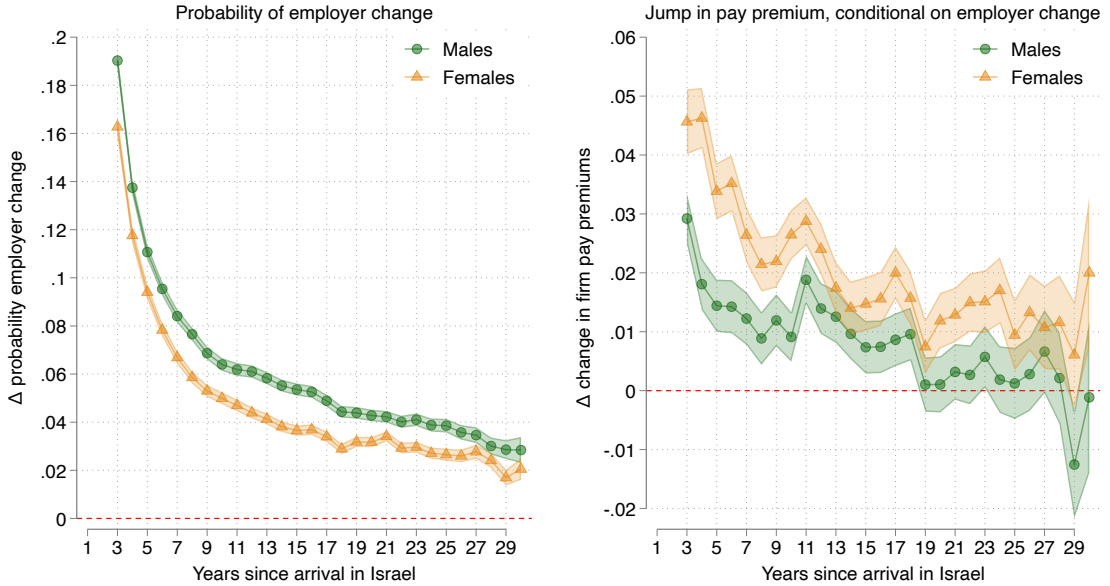 Probability of employer change
Δ probability employer change
.2
.18
.16
.14
.12
.1
.08
.06
.04
.02
0
Males
Females
1 3 5 7 9 11 13 15 17 19 21 23 25 27 29
Years since arrival in Israel
Jump in pay premium, conditional on employer change
Δ change in firm pay premiums
.06
.05
.04
.03
.02
.01
0
-.01
-.02
Males
Females
1 3 5 7 9 11 13 15 17 19 21 23 25 27 29
Years since arrival in Israel